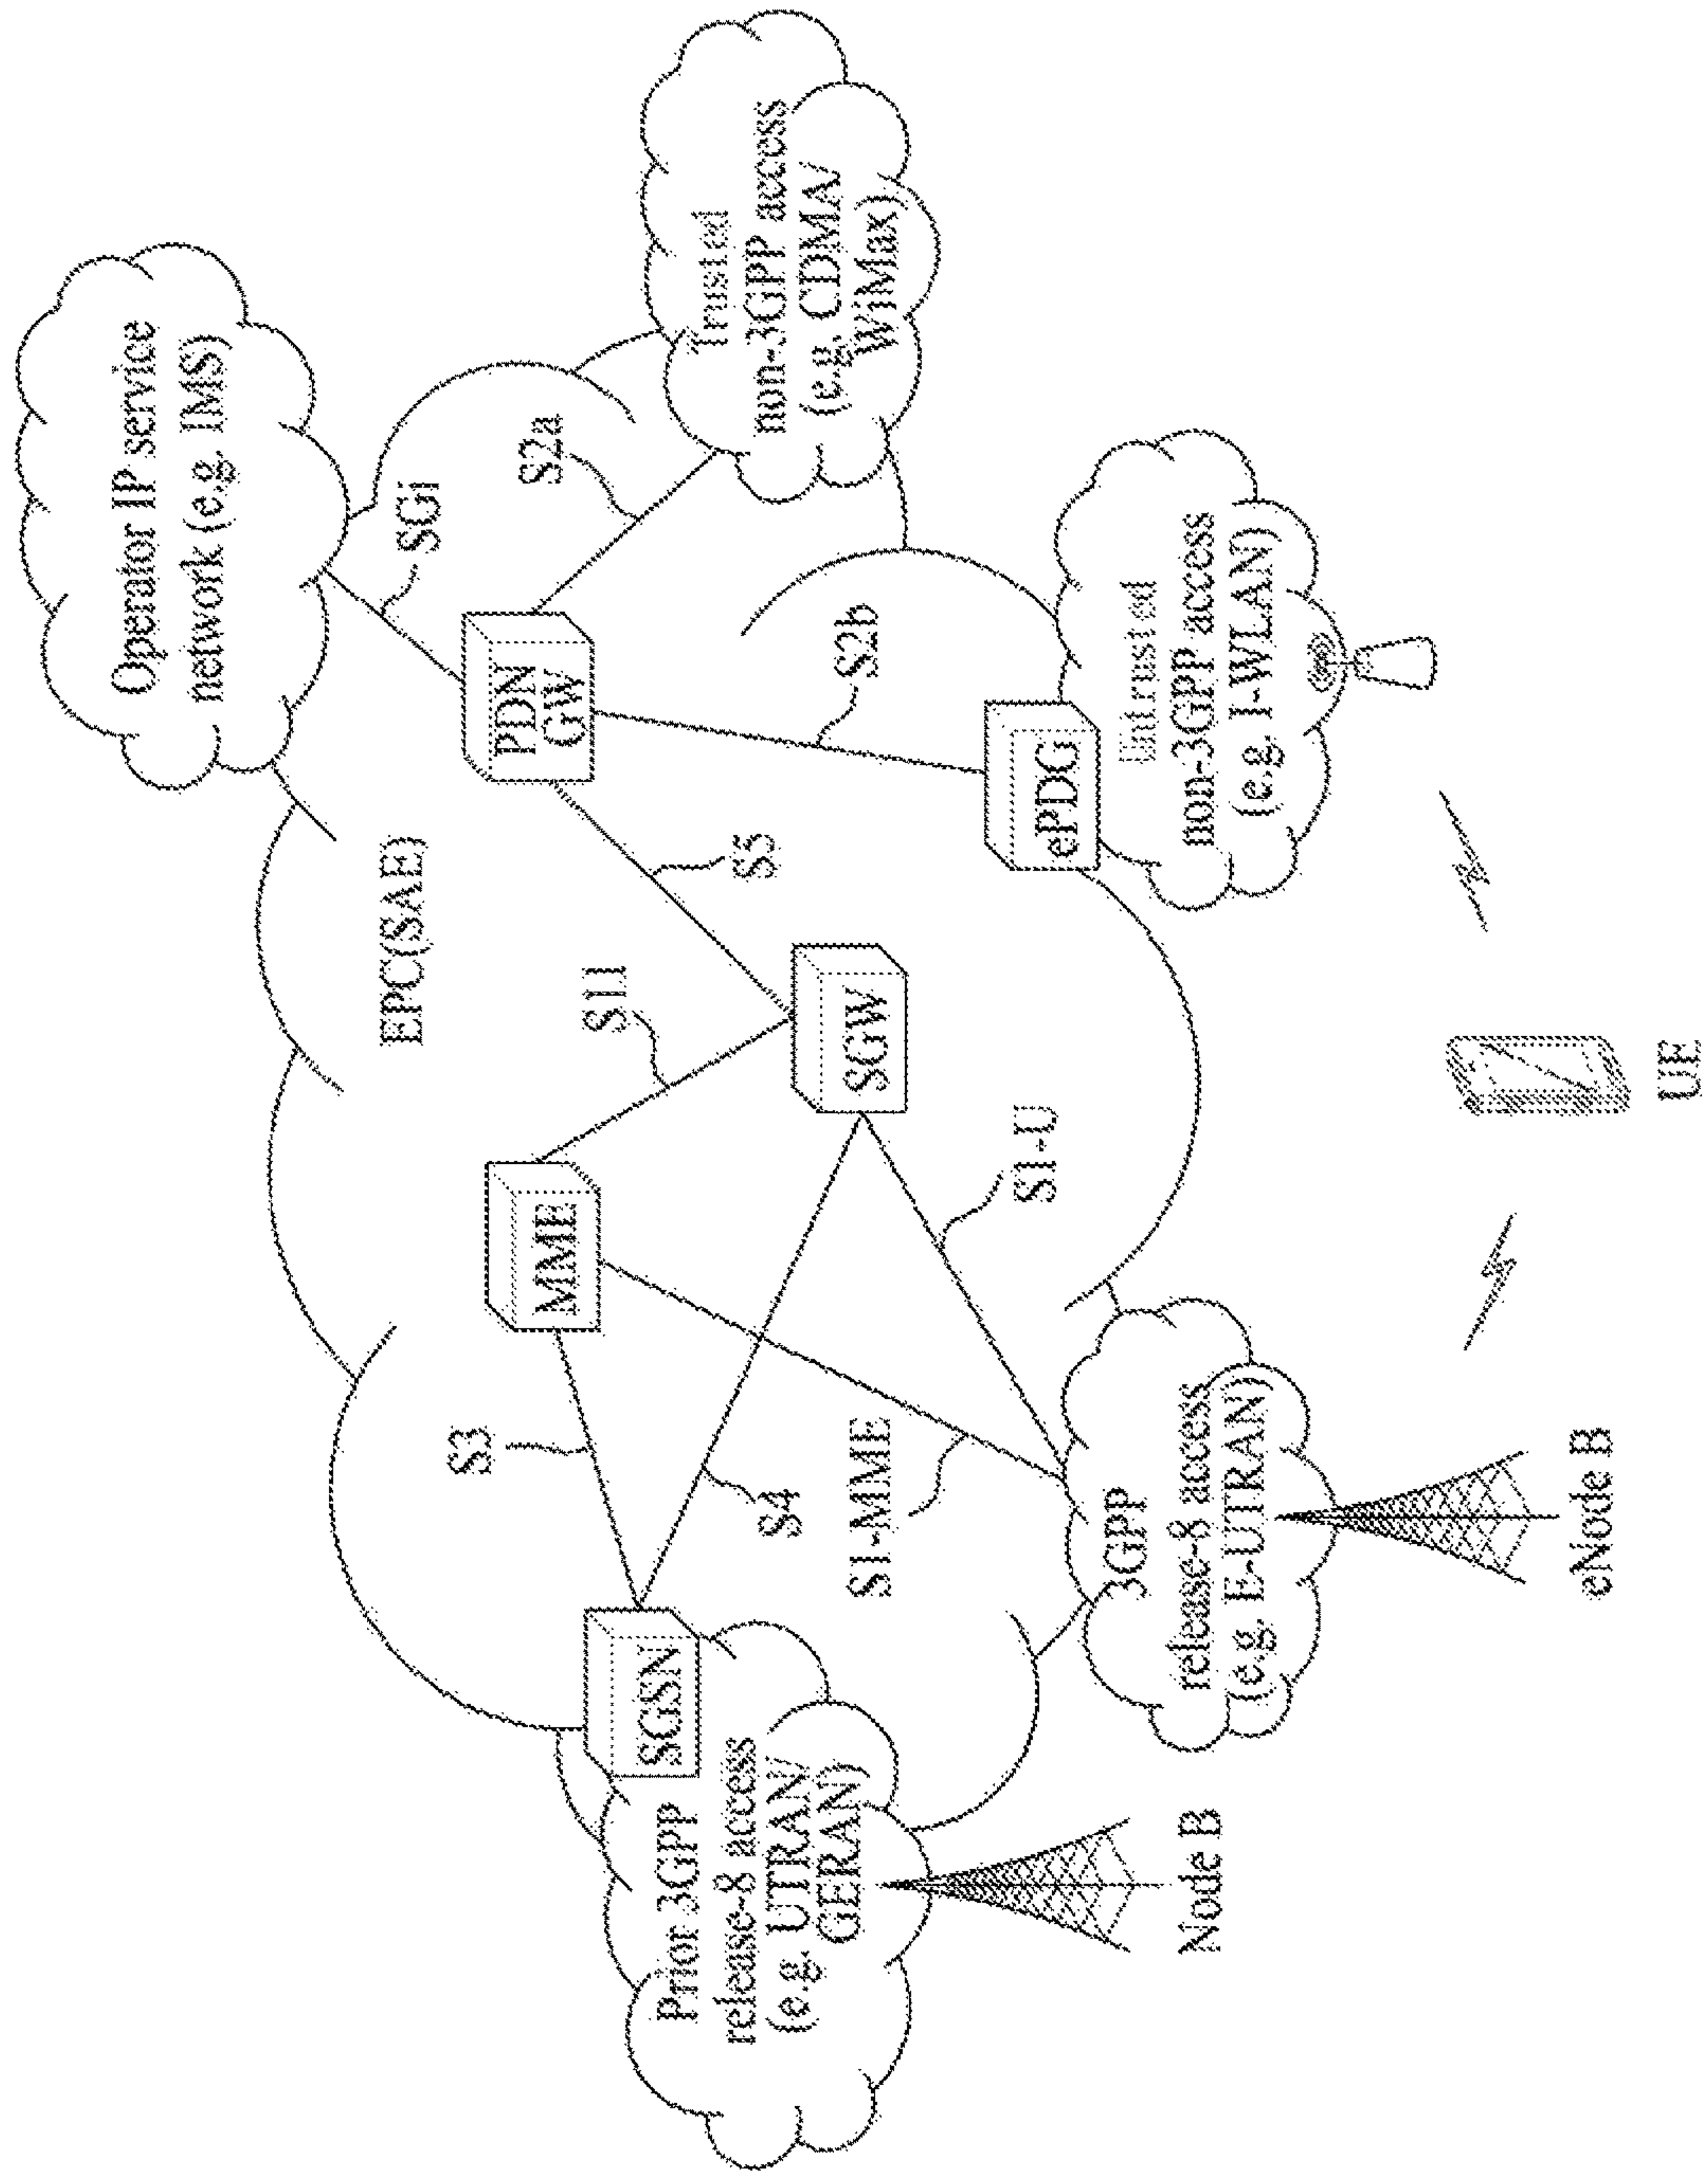 Operator IP service
network (e.g. IMS)
EPC(SAE)
SGi
PDN
GW
S2a
Trusted
non-3GPP access
(e.g. CDMA/
WiMax)
S3
MME
S11
S5
S2b
SGSN
S4
SGW
Prior 3GPP
release-8 access
(e.g. UTRAN/
GERAN)
S1-MME
S1-U
ePDG
3GPP
release-8 access
(e.g. E-UTRAN)
Untrusted
non-3GPP access
(e.g. I-WLAN)
Node B
eNode B
UE